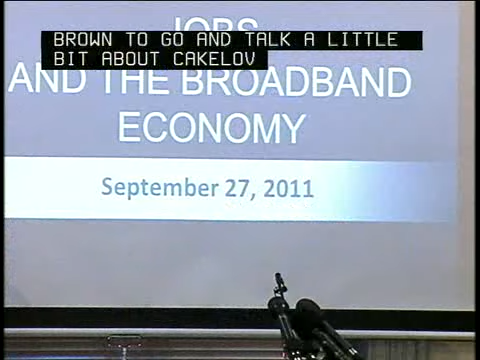 JOBS
BROWN TO GO AND TALK A LITTLE
BIT ABOUT CAKELOV
AND THE BROADBAND
ECONOMY
September 27, 2011